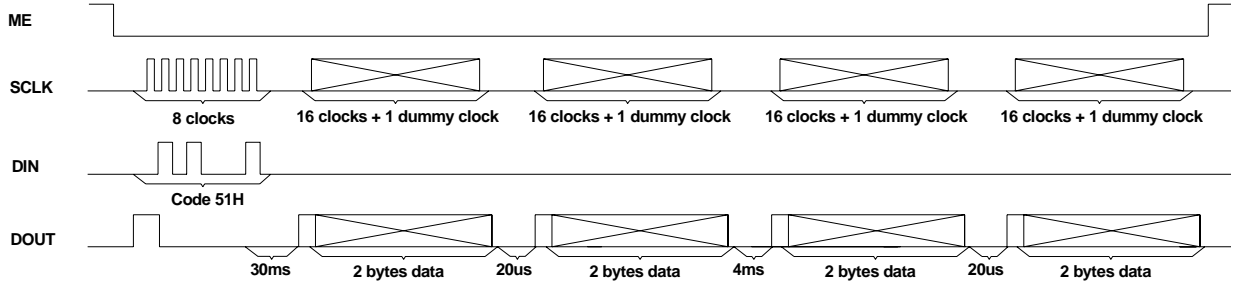 ME
SCLK
8 clocks
16 clocks + 1 dummy clock
16 clocks + 1 dummy clock
16 clocks + 1 dummy clock
16 clocks + 1 dummy clock
DIN
Code 51H
DOUT
30ms
2 bytes data
20us
2 bytes data
4ms
2 bytes data
20us
2 bytes data